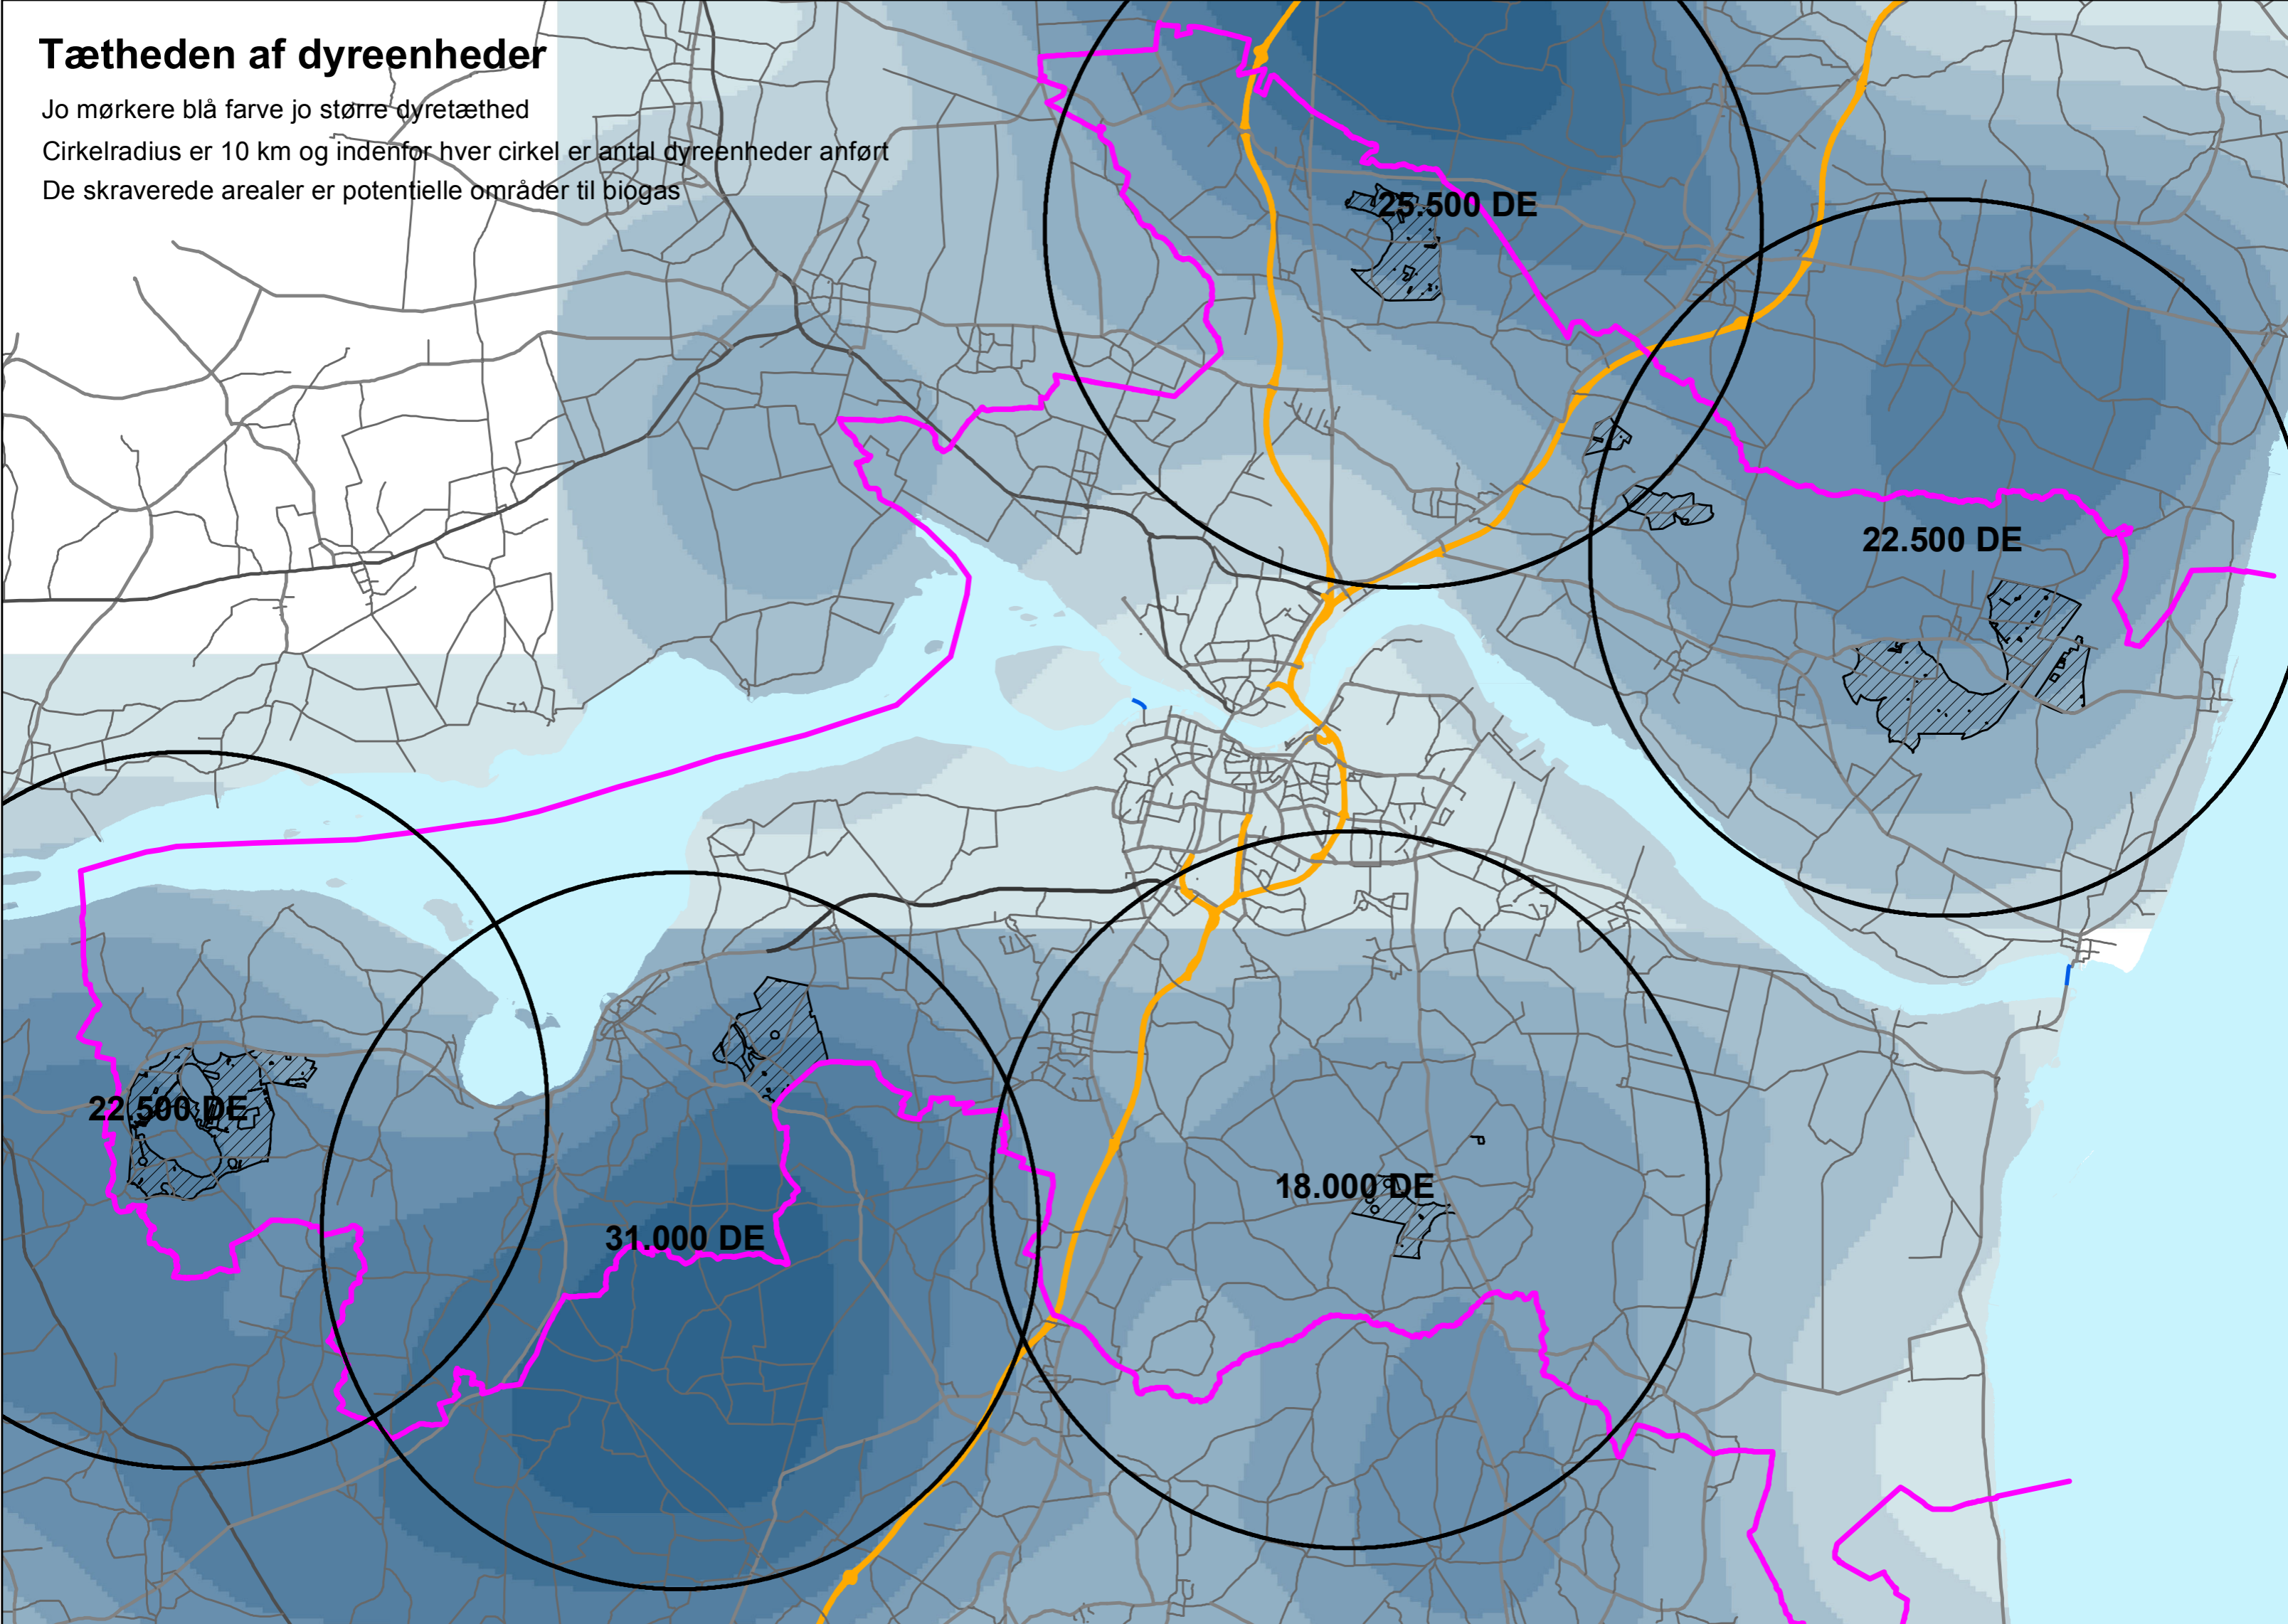 Tætheden af dyreenheder
Jo mørkere blå farve jo større dyretæthed
Cirkelradius er 10 km og indenfor hver cirkel er antal dyreenheder anført
De skraverede arealer er potentielle områder til biogas
25.500 DE
22.500 DE
22.500 DE
18.000 DE
31.000 DE